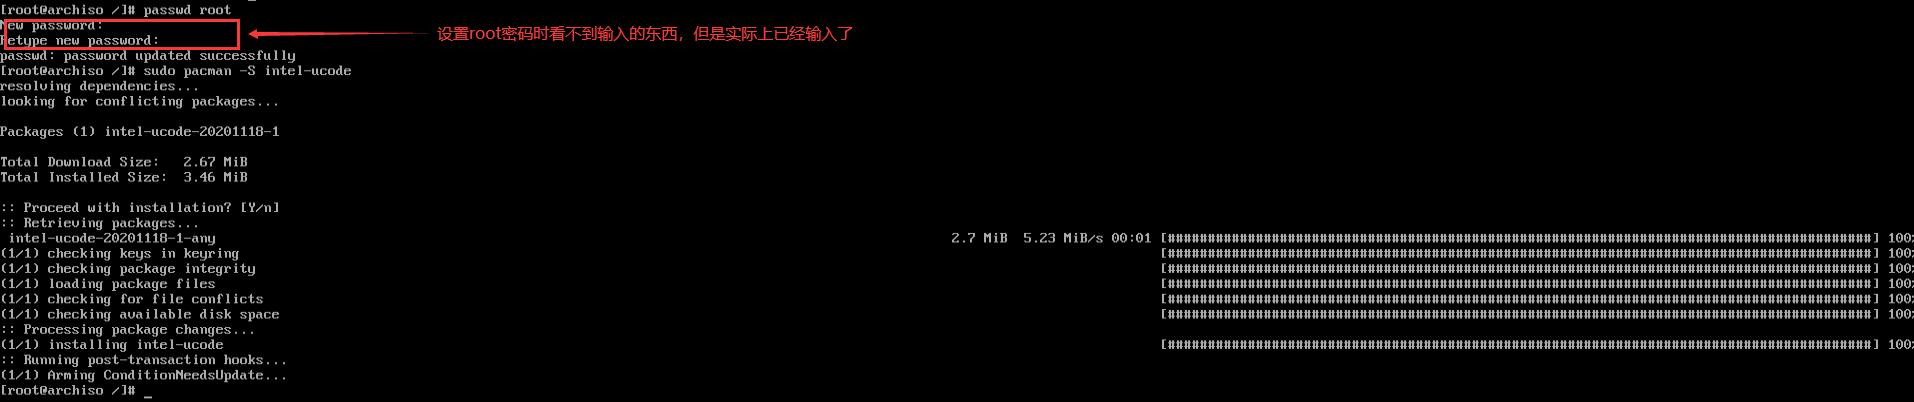 [root@archiso /]# passwd root
New password:
Retype new password:
设置root密码时看不到输入的东西，但是实际上已经输入了
passwd: password updated successfully
[root@archiso /]# sudo pacman -S intel-ucode
resolving dependencies...
looking for conflicting packages...
Packages (1) intel-ucode-20201118-1
Total Download Size:   2.67 MiB
Total Installed Size:  3.46 MiB
:: Proceed with installation? [Y/n]
:: Retrieving packages...
 intel-ucode-20201118-1-any 2.7 MiB  5.23 MiB/s 00:01 [########################################################################################] 100%
(1/1) checking keys in keyring [########################################################################################] 100%
(1/1) checking package integrity [########################################################################################] 100%
(1/1) loading package files [########################################################################################] 100%
(1/1) checking for file conflicts [########################################################################################] 100%
(1/1) checking available disk space [########################################################################################] 100%
:: Processing package changes...
(1/1) installing intel-ucode [########################################################################################] 100%
:: Running post-transaction hooks...
(1/1) Arming ConditionNeedsUpdate...
[root@archiso /]# _